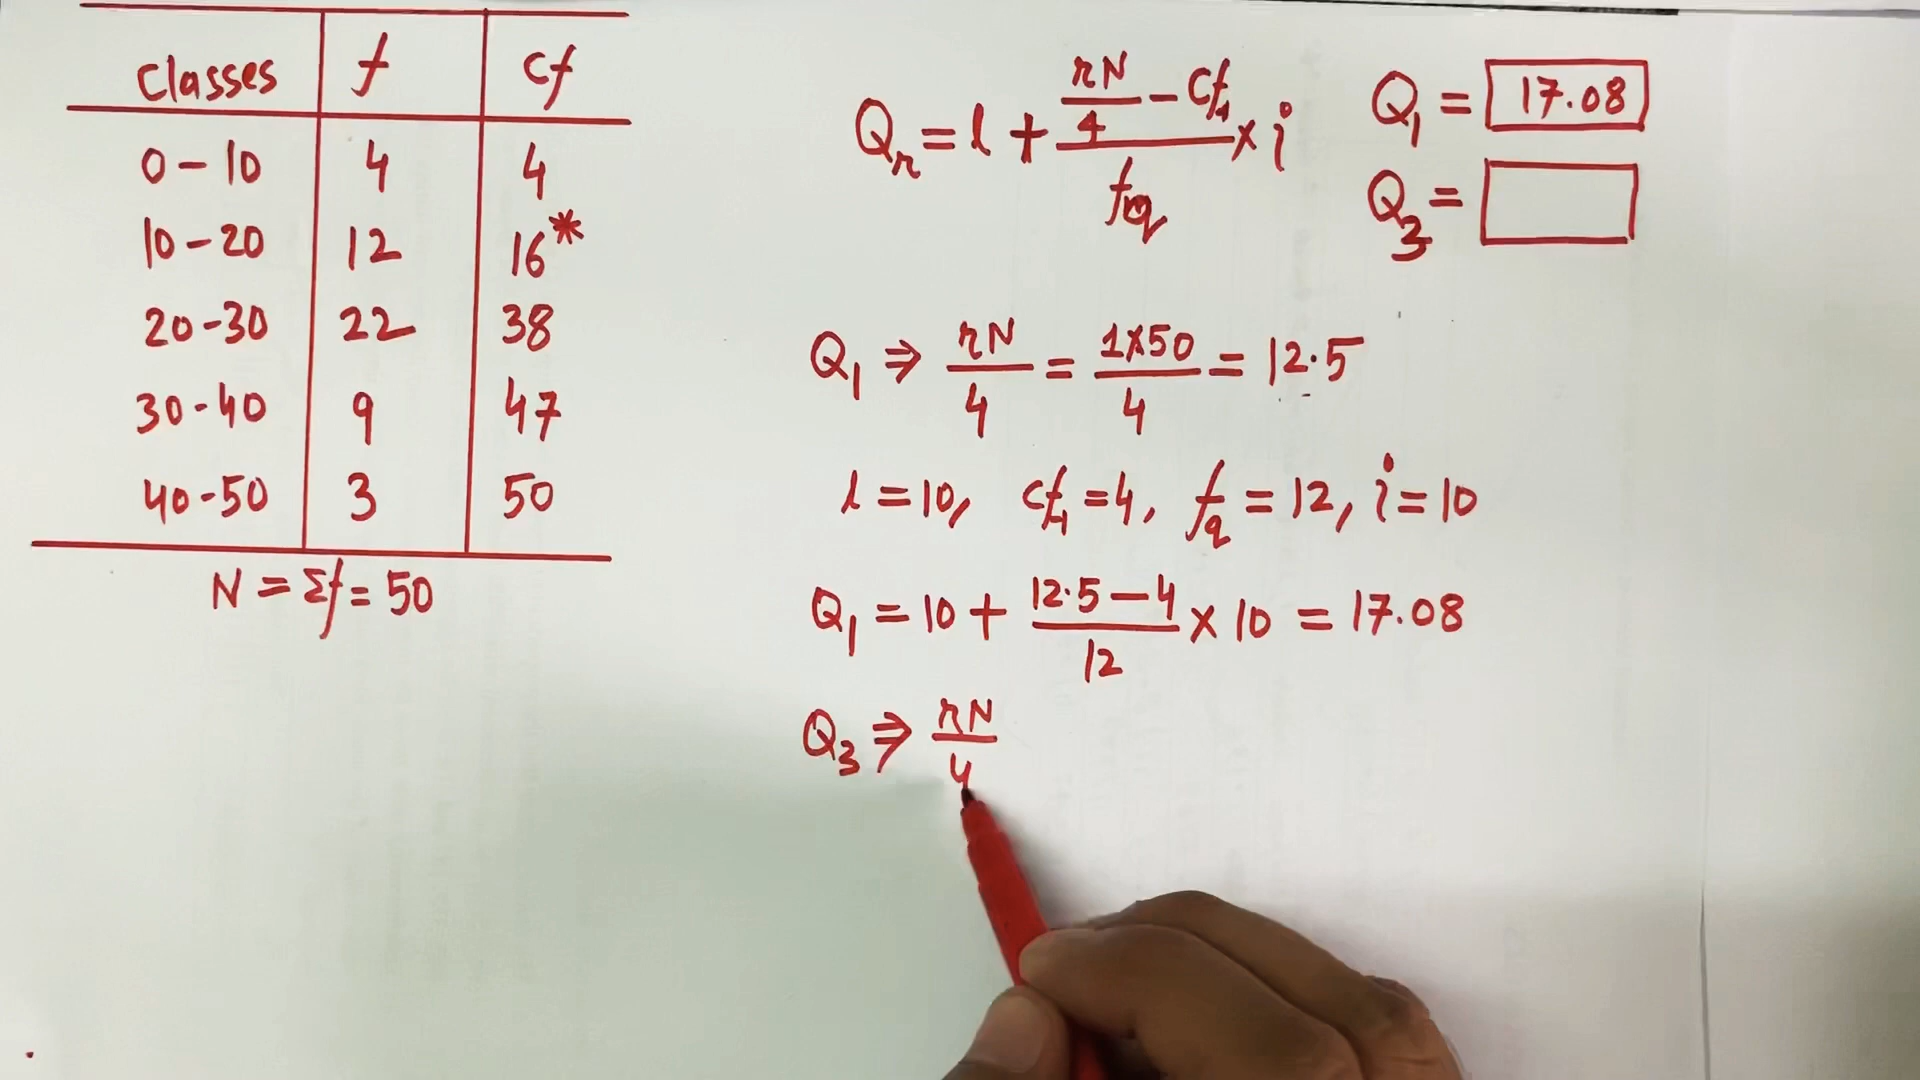 Classes f Cf
0-10 4 4
10-20 12 16*
20-30 22 38
30-40 9 47
40-50 3 50
N = Σf = 50
Qr = l + (rN/4 - Cf1)/fq × i
Q1 = 17.08
Q3 =
Q1 ⇒ rN/4 = 1×50/4 = 12.5
l = 10, cf1 = 4, fq = 12, i = 10
Q1 = 10 + (12.5-4)/12 × 10 = 17.08
Q3 ⇒ rN/4